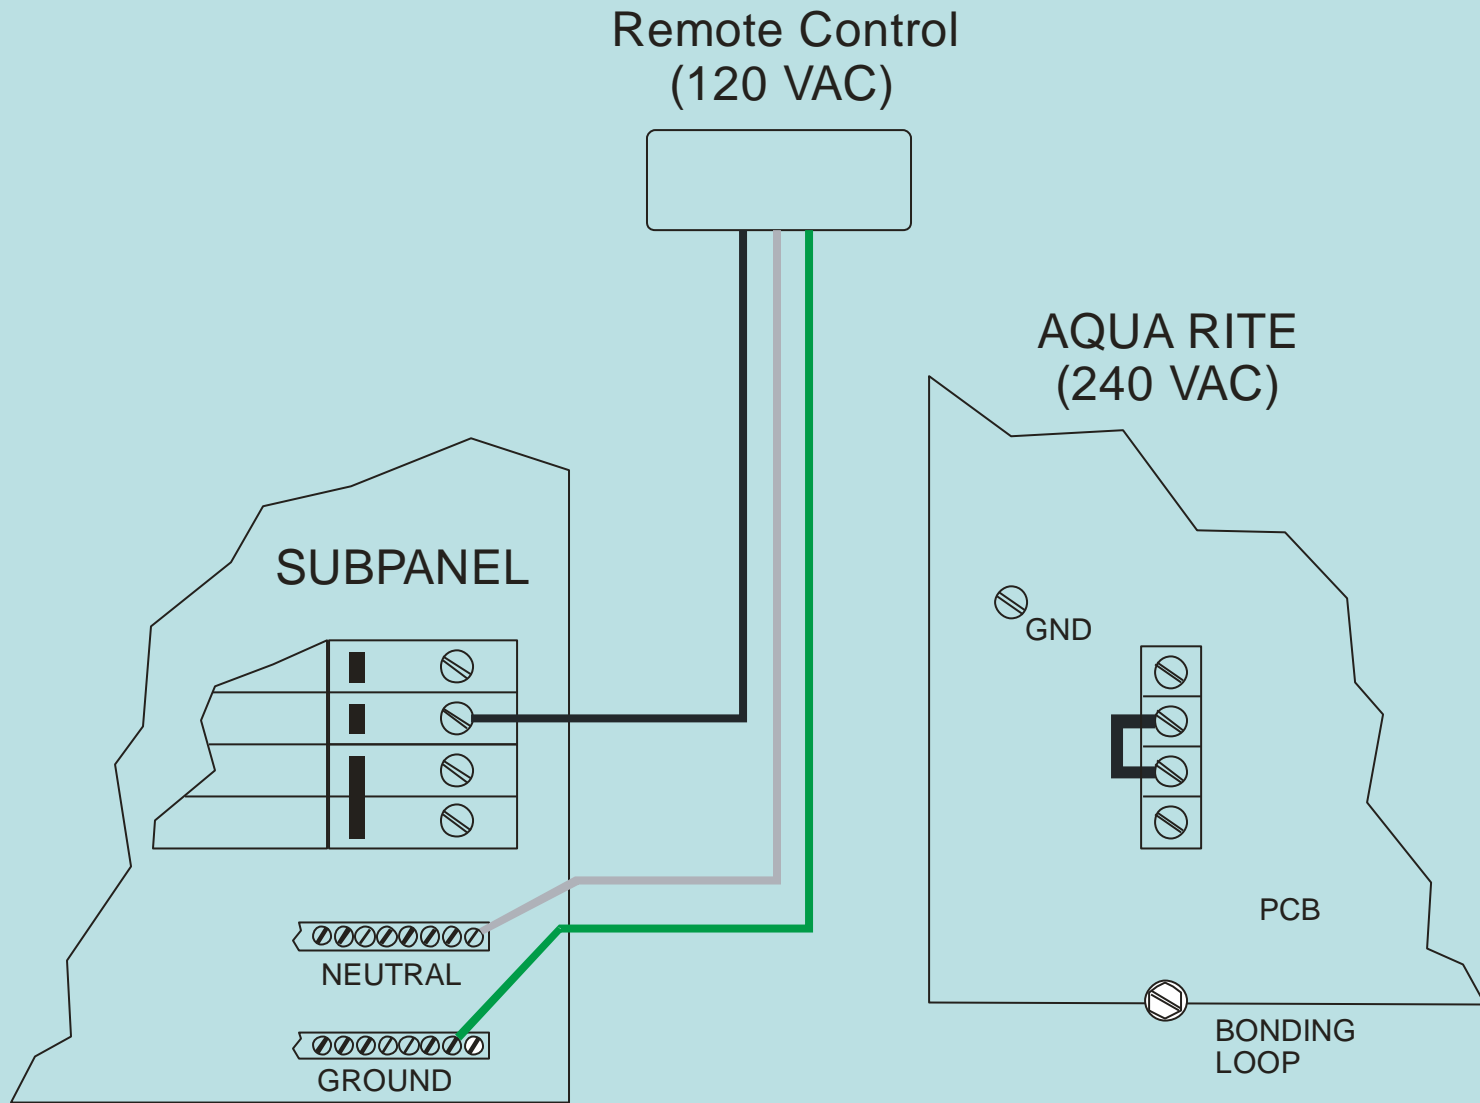 Remote Control
(120 VAC)
AQUA RITE
(240 VAC)
SUBPANEL
GND
PCB
NEUTRAL
BONDING
LOOP
GROUND